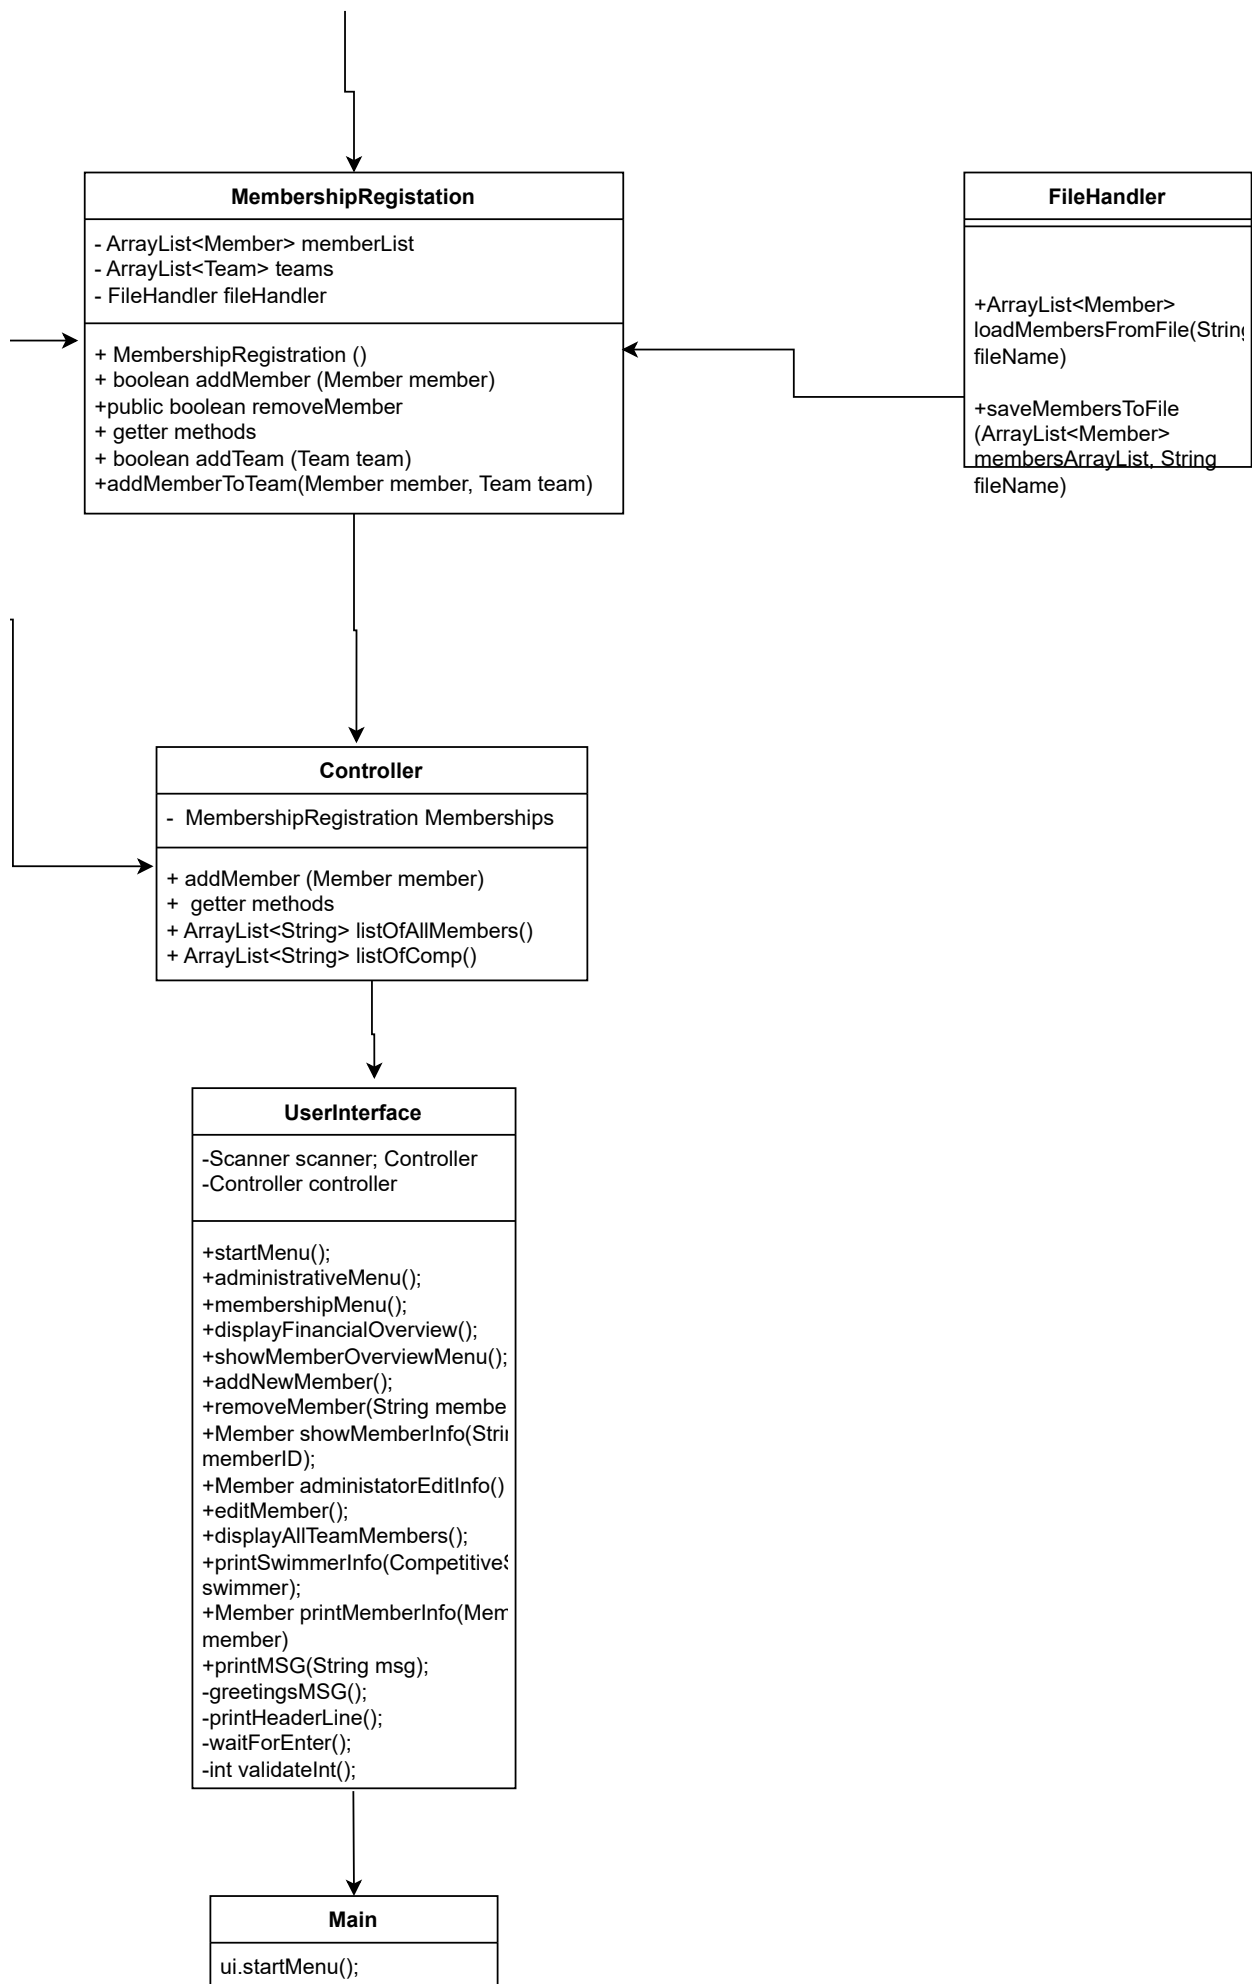 MembershipRegistation
- ArrayList<Member> memberList
- ArrayList<Team> teams
- FileHandler fileHandler
+ MembershipRegistration ()
+ boolean addMember (Member member)
+public boolean removeMember
+ getter methods
+ boolean addTeam (Team team)
+addMemberToTeam(Member member, Team team)
FileHandler
+ArrayList<Member>
loadMembersFromFile(String
fileName)
+saveMembersToFile
(ArrayList<Member>
membersArrayList, String
fileName)
Controller
- MembershipRegistration Memberships
+ addMember (Member member)
+ getter methods
+ ArrayList<String> listOfAllMembers()
+ ArrayList<String> listOfComp()
UserInterface
-Scanner scanner; Controller
-Controller controller
+startMenu();
+administrativeMenu();
+membershipMenu();
+displayFinancialOverview();
+showMemberOverviewMenu();
+addNewMember();
+removeMember(String membe
+Member showMemberInfo(Stri
memberID);
+Member administatorEditInfo()
+editMember();
+displayAllTeamMembers();
+printSwimmerInfo(Competitive
swimmer);
+Member printMemberInfo(Mem
member)
+printMSG(String msg);
-greetingsMSG();
-printHeaderLine();
-waitForEnter();
-int validateInt();
Main
ui.startMenu();